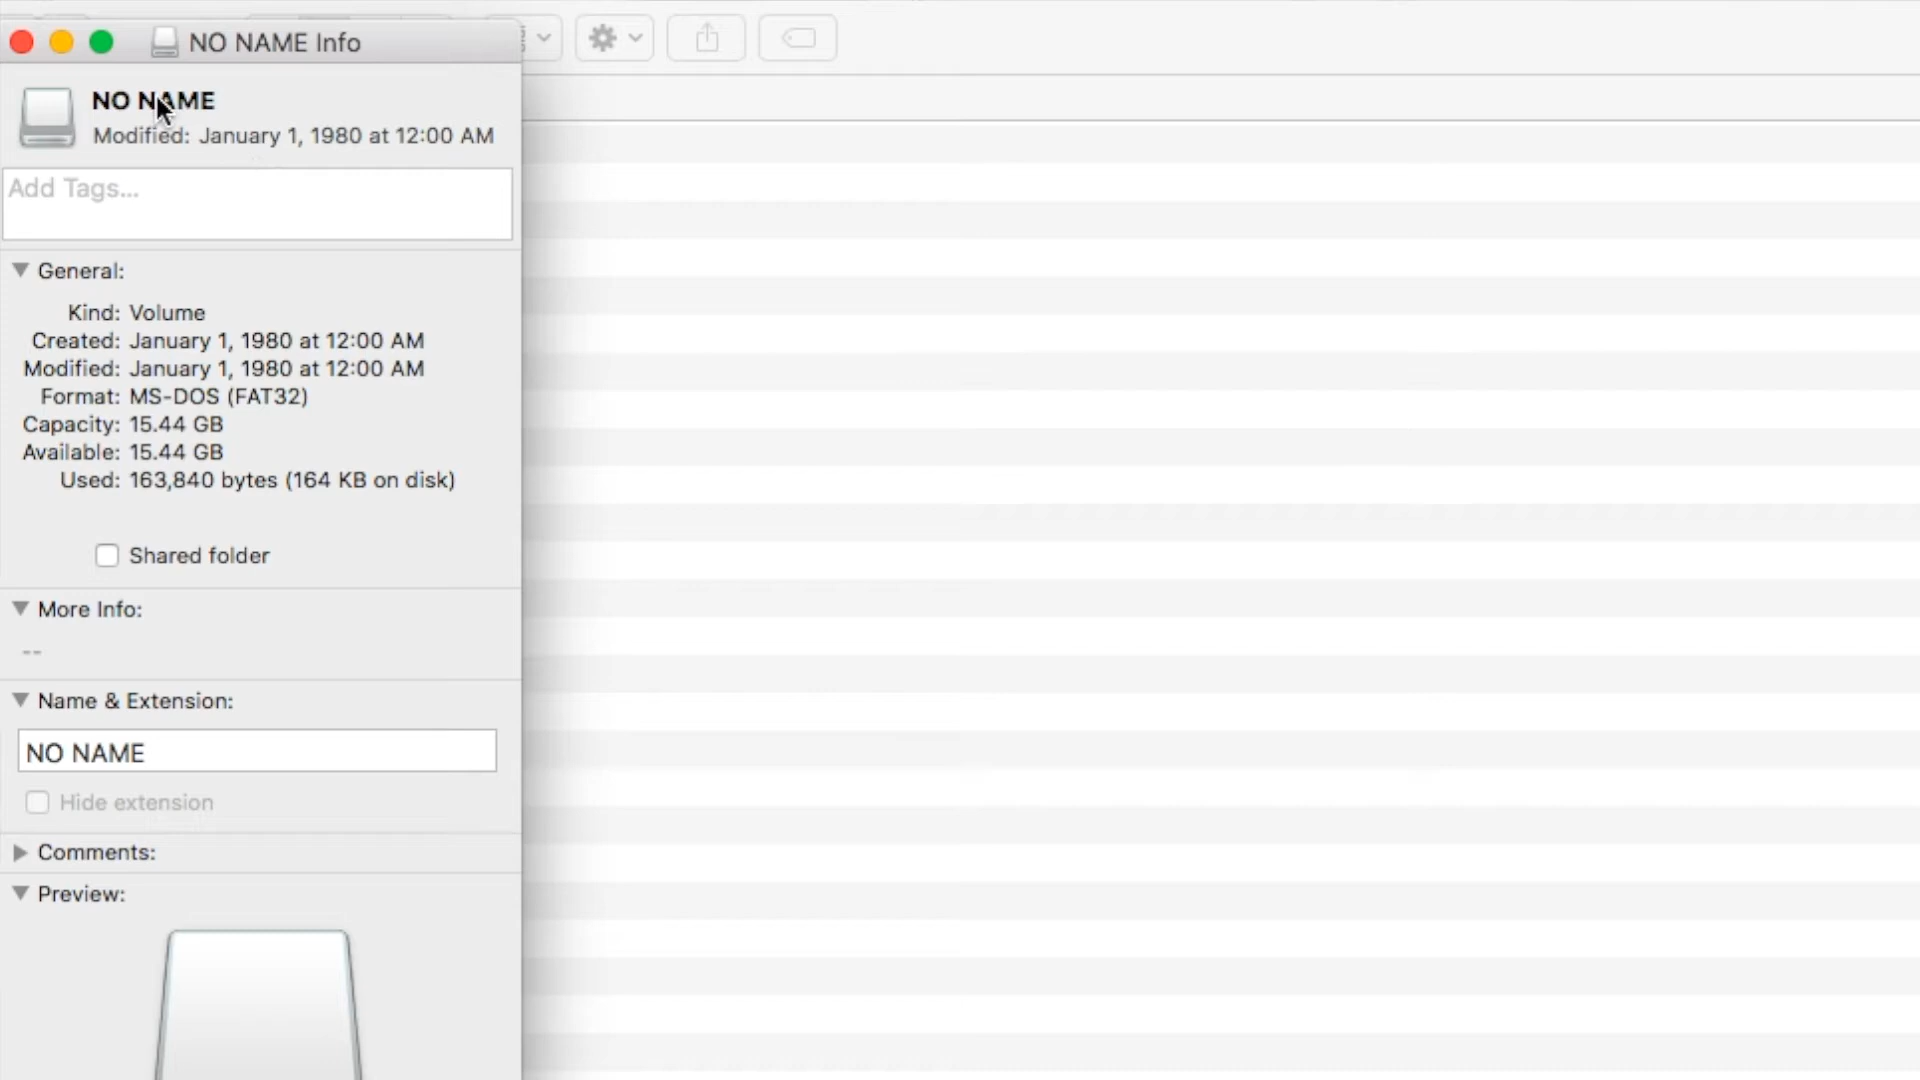 NO NAME Info
NO NAME
Modified: January 1, 1980 at 12:00 AM
Add Tags...
General:
Kind: Volume
Created: January 1, 1980 at 12:00 AM
Modified: January 1, 1980 at 12:00 AM
Format: MS-DOS (FAT32)
Capacity: 15.44 GB
Available: 15.44 GB
Used: 163,840 bytes (164 KB on disk)
Shared folder
More Info:
--
Name & Extension:
NO NAME
Hide extension
Comments:
Preview: